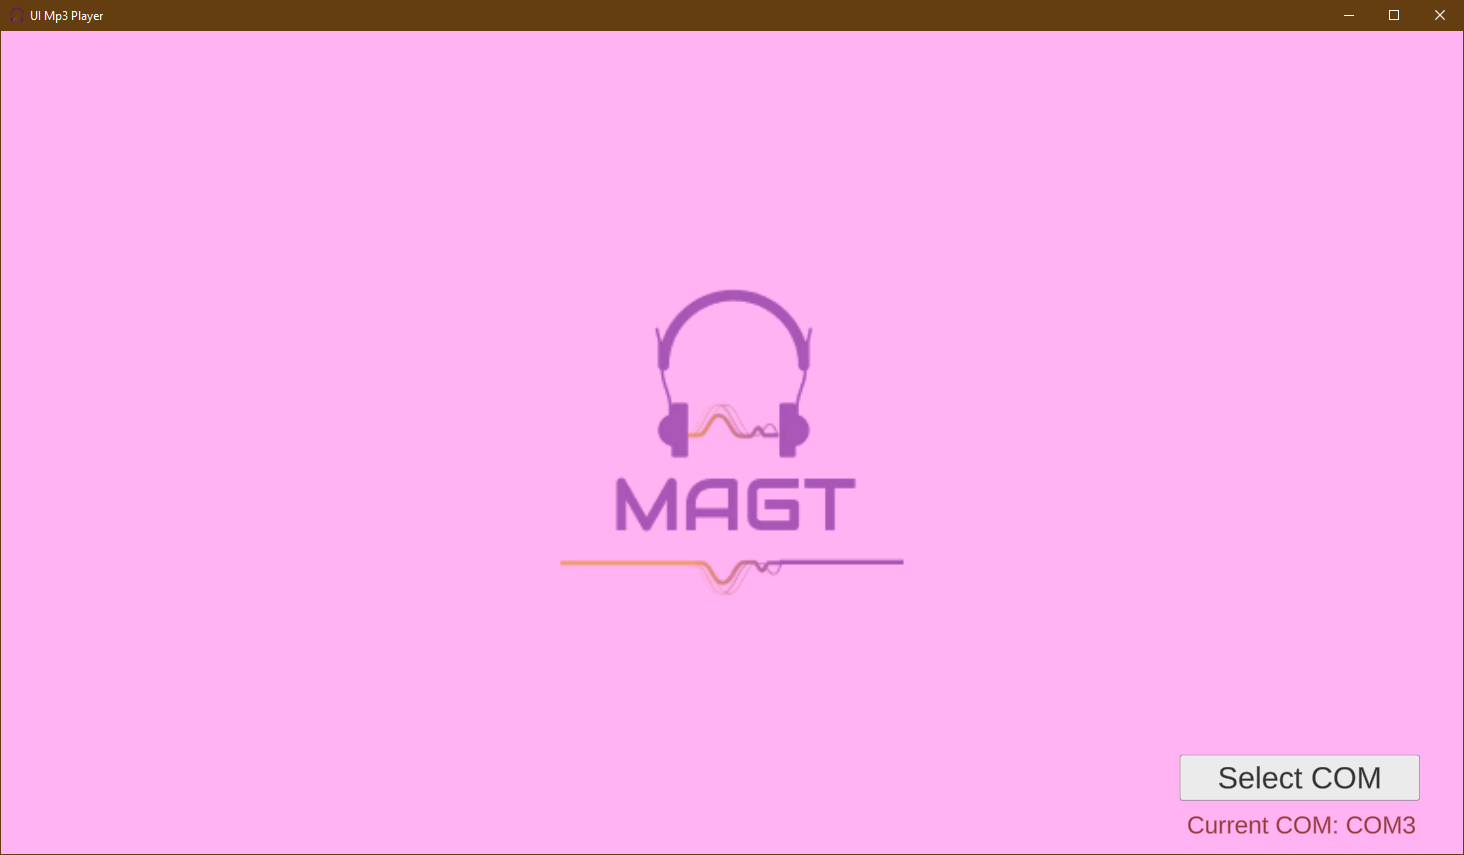 UI Mp3 Player
MAGT
Select COM
Current COM: COM3